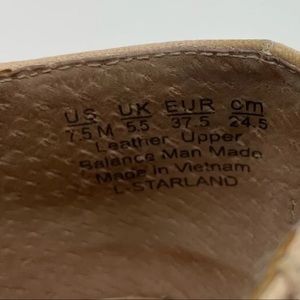 US UK EUR cm
7.5 M 5.5 37.5 24.5
Leather Upper
Balance Man Made
Made In Vietnam
L-STARLAND